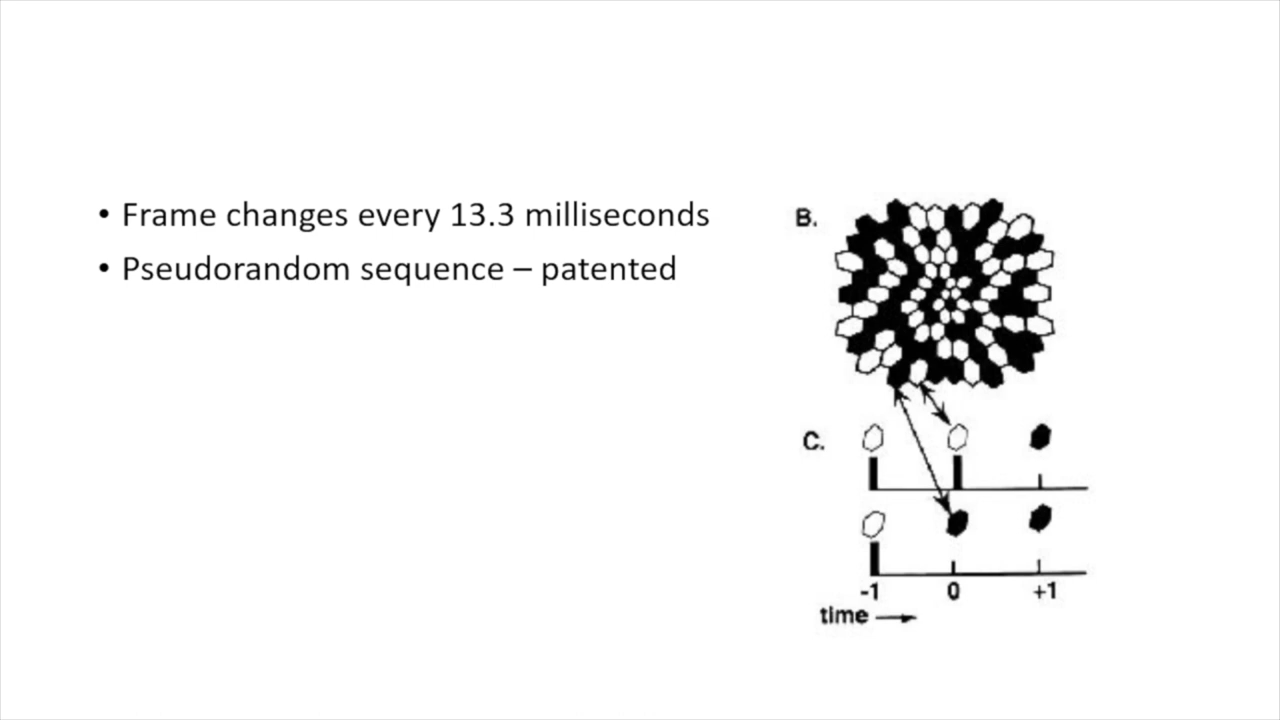 • Frame changes every 13.3 milliseconds
• Pseudorandom sequence – patented
B.
C.
-1 0 +1
time